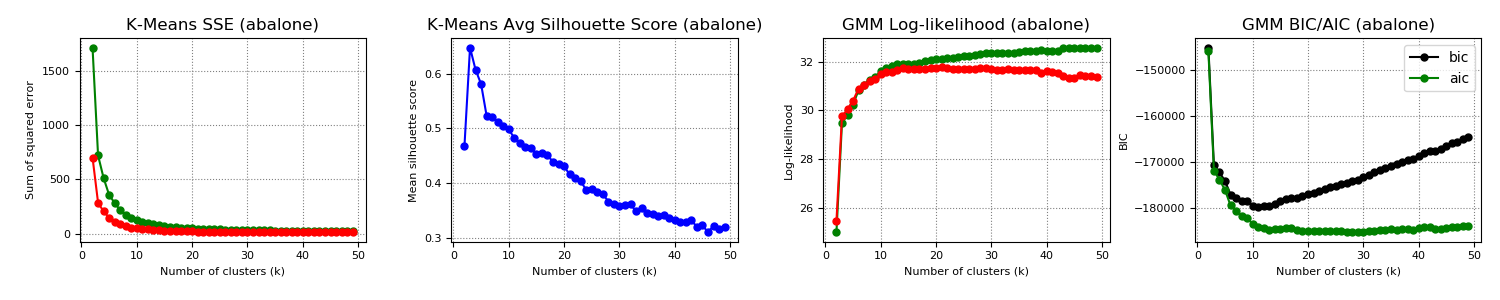 K-Means SSE (abalone)
Sum of squared error
1500
1000
500
0
0 10 20 30 40 50
Number of clusters (k)
K-Means Avg Silhouette Score (abalone)
Mean silhouette score
0.6
0.5
0.4
0.3
0 10 20 30 40 50
Number of clusters (k)
GMM Log-likelihood (abalone)
Log-likelihood
32
30
28
26
0 10 20 30 40 50
Number of clusters (k)
GMM BIC/AIC (abalone)
BIC
−150000
−160000
−170000
−180000
bic
aic
0 10 20 30 40 50
Number of clusters (k)